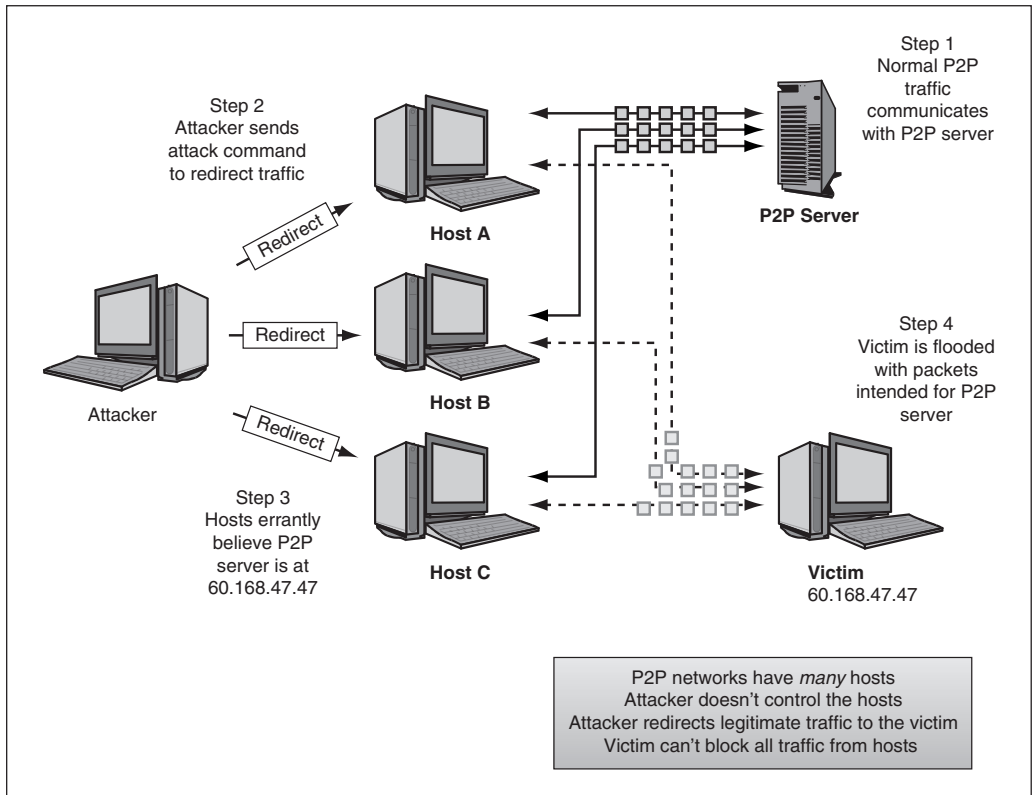 Step 1
Normal P2P
traffic
communicates
with P2P server
Step 2
Attacker sends
attack command
to redirect traffic
P2P Server
Host A
Redirect
Redirect
Redirect
Attacker
Host B
Step 4
Victim is flooded
with packets
intended for P2P
server
Step 3
Hosts errantly
believe P2P
server is at
60.168.47.47
Host C
Victim
60.168.47.47
P2P networks have many hosts
Attacker doesn't control the hosts
Attacker redirects legitimate traffic to the victim
Victim can't block all traffic from hosts